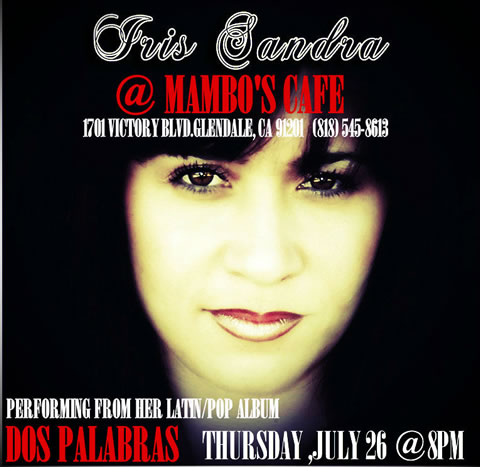 Iris Sandra
@ MAMBO'S CAFE
1701 VICTORY BLVD.GLENDALE, CA 91201 (818) 545-8613
PERFORMING FROM HER LATIN/POP ALBUM
DOS PALABRAS THURSDAY ,JULY 26 @ 8PM